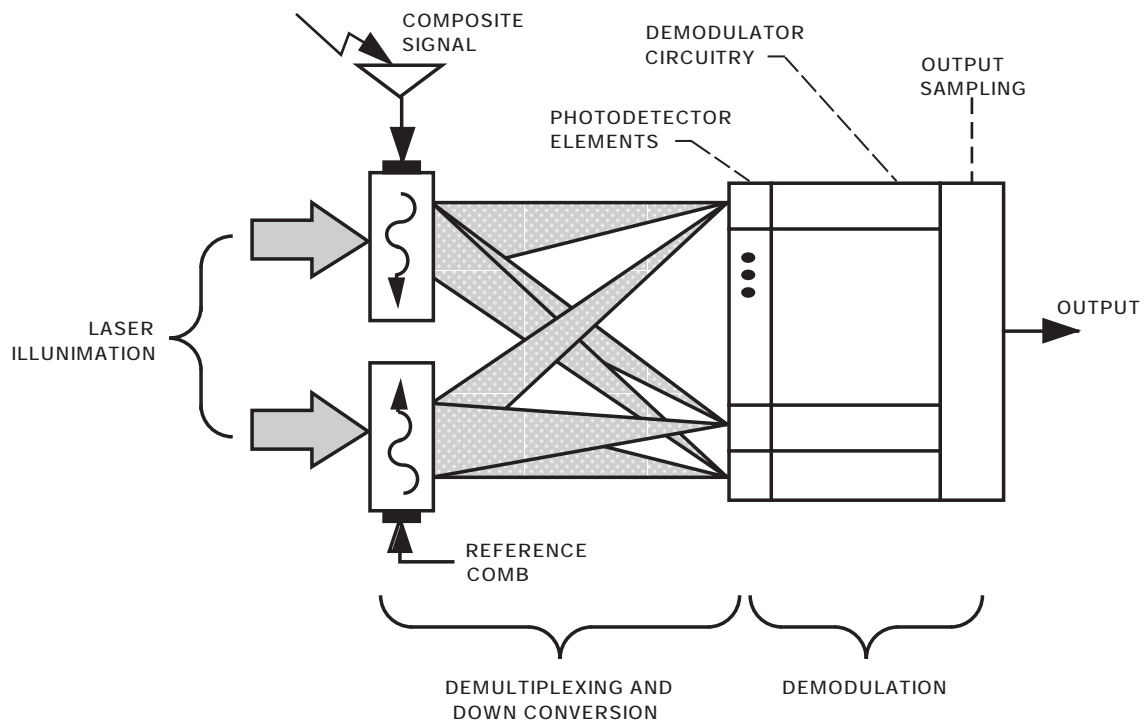 COMPOSITE
SIGNAL
DEMODULATOR
CIRCUITRY
OUTPUT
SAMPLING
PHOTODETECTOR
ELEMENTS
LASER
ILLUNIMATION
OUTPUT
REFERENCE
COMB
DEMULTIPLEXING AND
DOWN CONVERSION
DEMODULATION